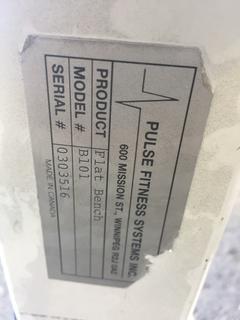 PULSE FITNESS SYSTEMS INC.
600 MISSION ST., WINNIPEG R2J 0A2
PRODUCT Flat Bench
MODEL # B101
SERIAL # 0303516
MADE IN CANADA